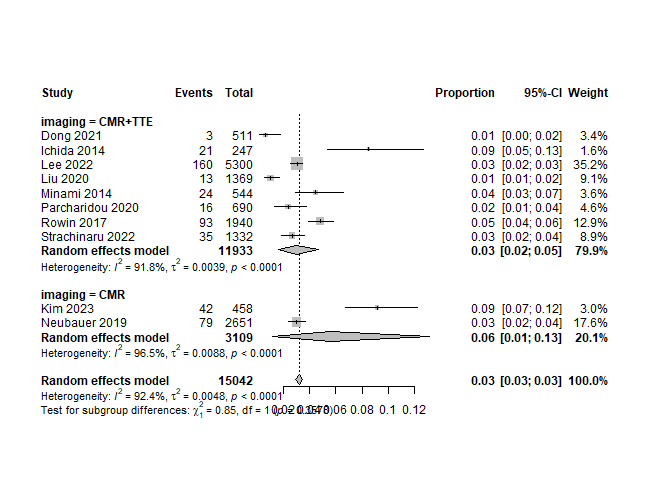 Study Events Total Proportion 95%-CI Weight
imaging = CMR+TTE
Dong 2021 3 511 0.01 [0.00; 0.02] 3.4%
Ichida 2014 21 247 0.09 [0.05; 0.13] 1.6%
Lee 2022 160 5300 0.03 [0.02; 0.03] 35.2%
Liu 2020 13 1369 0.01 [0.01; 0.02] 9.1%
Minami 2014 24 544 0.04 [0.03; 0.07] 3.6%
Parcharidou 2020 16 690 0.02 [0.01; 0.04] 4.6%
Rowin 2017 93 1940 0.05 [0.04; 0.06] 12.9%
Strachinaru 2022 35 1332 0.03 [0.02; 0.04] 8.9%
Random effects model 11933 0.03 [0.02; 0.05] 79.9%
Heterogeneity: I² = 91.8%, τ² = 0.0039, p < 0.0001
imaging = CMR
Kim 2023 42 458 0.09 [0.07; 0.12] 3.0%
Neubauer 2019 79 2651 0.03 [0.02; 0.04] 17.6%
Random effects model 3109 0.06 [0.01; 0.13] 20.1%
Heterogeneity: I² = 96.5%, τ² = 0.0088, p < 0.0001
Random effects model 15042 0.03 [0.03; 0.03] 100.0%
Heterogeneity: I² = 92.4%, τ² = 0.0048, p < 0.0001
Test for subgroup differences: χ²₁ = 0.85, df = 1 0.06 0.08 0.1 0.12